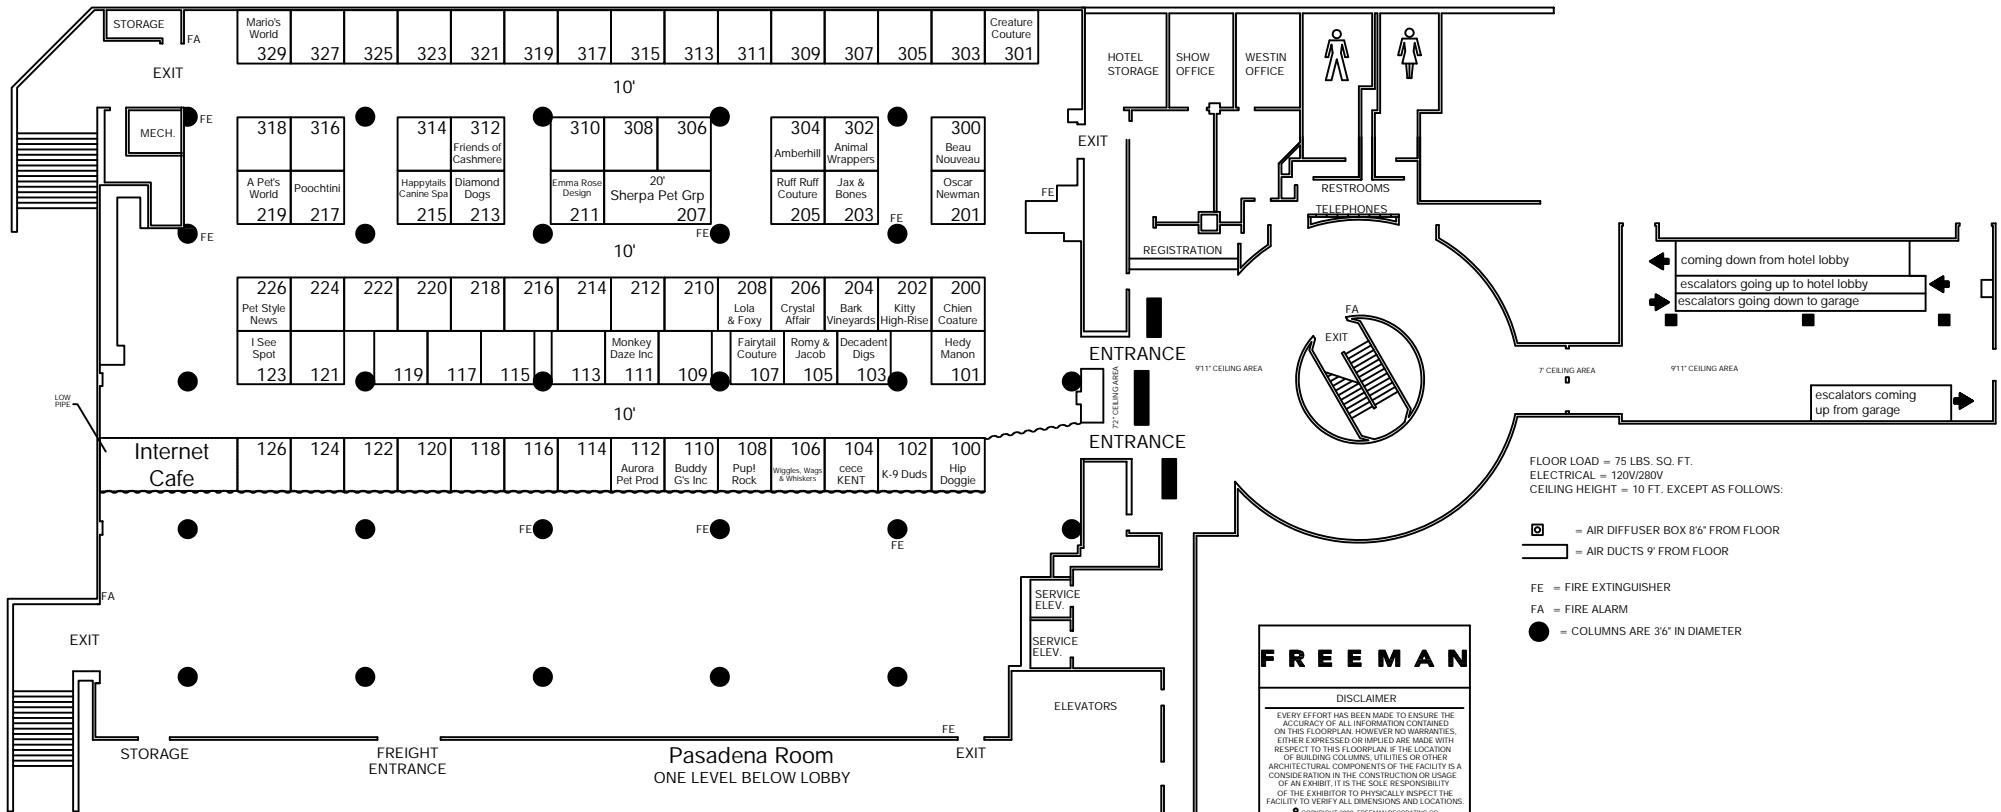 STORAGE
FA
EXIT
Mario's
World
329
327
325
323
321
319
317
315
313
311
309
307
305
303
Creature
Couture
301
10'
HOTEL
STORAGE
SHOW
OFFICE
WESTIN
OFFICE
MECH.
FE
318
316
314
312
Friends of
Cashmere
310
308
306
304
Amberhill
302
Animal
Wrappers
300
Beau
Nouveau
EXIT
A Pet's
World
219
Poochtini
217
Happytails
Canine Spa
215
Diamond
Dogs
213
Emma Rose
Design
211
20'
Sherpa Pet Grp
207
Ruff Ruff
Couture
205
Jax &
Bones
203
Oscar
Newman
201
FE
FE
FE
FE
RESTROOMS
TELEPHONES
REGISTRATION
10'
coming down from hotel lobby
escalators going up to hotel lobby
escalators going down to garage
226
Pet Style
News
224
222
220
218
216
214
212
210
208
Lola
& Foxy
206
Crystal
Affair
204
Bark
Vineyards
202
Kitty
High-Rise
200
Chien
Coature
FA
EXIT
I See
Spot
123
121
119
117
115
113
Monkey
Daze Inc
111
109
Fairytail
Couture
107
Romy &
Jacob
105
Decadent
Digs
103
Hedy
Manon
101
ENTRANCE
9'11" CEILING AREA
7' CEILING AREA
9'11" CEILING AREA
7'2" CEILING AREA
LOW
PIPE
10'
escalators coming
up from garage
ENTRANCE
Internet
Cafe
126
124
122
120
118
116
114
112
Aurora
Pet Prod
110
Buddy
G's Inc
108
Pup!
Rock
106
Wiggles, Wags
& Whiskers
104
cece
KENT
102
K-9 Duds
100
Hip
Doggie
FLOOR LOAD = 75 LBS. SQ. FT.
ELECTRICAL = 120V/280V
CEILING HEIGHT = 10 FT. EXCEPT AS FOLLOWS:
FE
FE
FE
= AIR DIFFUSER BOX 8'6" FROM FLOOR
= AIR DUCTS 9' FROM FLOOR
FE = FIRE EXTINGUISHER
FA = FIRE ALARM
= COLUMNS ARE 3'6" IN DIAMETER
FA
EXIT
SERVICE
ELEV.
SERVICE
ELEV.
ELEVATORS
FE
STORAGE
FREIGHT
ENTRANCE
Pasadena Room
ONE LEVEL BELOW LOBBY
EXIT
FREEMAN
DISCLAIMER
EVERY EFFORT HAS BEEN MADE TO ENSURE THE
ACCURACY OF ALL INFORMATION CONTAINED
ON THIS FLOORPLAN. HOWEVER NO WARRANTIES,
EITHER EXPRESSED OR IMPLIED ARE MADE WITH
RESPECT TO THIS FLOORPLAN. IF THE LOCATION
OF BUILDING COLUMNS, UTILITIES OR OTHER
ARCHITECTURAL COMPONENTS OF THE FACILITY IS A
CONSIDERATION IN THE CONSTRUCTION OR USAGE
OF AN EXHIBIT, IT IS THE SOLE RESPONSIBILITY
OF THE EXHIBITOR TO PHYSICALLY INSPECT THE
FACILITY TO VERIFY ALL DIMENSIONS AND LOCATIONS.